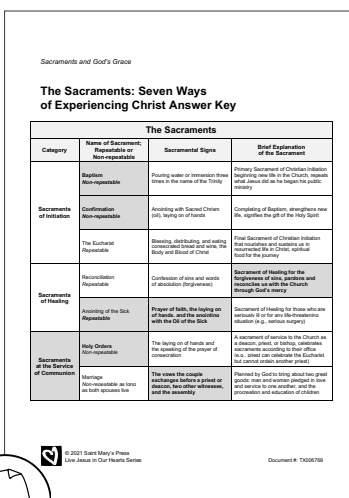 Sacraments and God's Grace
The Sacraments: Seven Ways
of Experiencing Christ Answer Key
The Sacraments
Category
Name of Sacrament;
Repeatable or
Non-repeatable
Sacramental Signs
Brief Explanation
of the Sacrament
Sacraments
of Initiation
Baptism
Non-repeatable
Pouring water or immersion three
times in the name of the Trinity
Primary Sacrament of Christian Initiation
beginning new life in the Church, repeats
what Jesus did as he began his public
ministry
Confirmation
Non-repeatable
Anointing with Sacred Chrism
(oil), laying on of hands
Completing of Baptism, strengthens new
life, signifies the gift of the Holy Spirit
The Eucharist
Repeatable
Blessing, distributing, and eating
consecrated bread and wine, the
Body and Blood of Christ
Final Sacrament of Christian Initiation
that nourishes and sustains us in
resurrected life in Christ, spiritual
food for the journey
Sacraments
of Healing
Reconciliation
Repeatable
Confession of sins and words
of absolution (forgiveness)
Sacrament of Healing for the
forgiveness of sins, pardons and
reconciles us with the Church
through God's mercy
Anointing of the Sick
Repeatable
Prayer of faith, the laying on
of hands. and the anointing
with the Oil of the Sick
Sacrament of Healing for those who are
seriously ill or for any life-threatening
situation (e.g., serious surgery)
Sacraments
at the Service
of Communion
Holy Orders
Non-repeatable
The laying on of hands and
the speaking of the prayer of
consecration
A sacrament of service to the Church as
a deacon, priest, or bishop, celebrates
sacraments according to their office
(e.g., priest can celebrate the Eucharist
but cannot ordain another priest)
Marriage
Non-repeatable as long
as both spouses live
The vows the couple
exchanges before a priest or
deacon, two other witnesses,
and the assembly
Planned by God to bring about two great
goods: man and woman pledged in love
and service to one another, and the
procreation and education of children
© 2021 Saint Mary's Press
Live Jesus in Our Hearts Series
Document #: TX006769